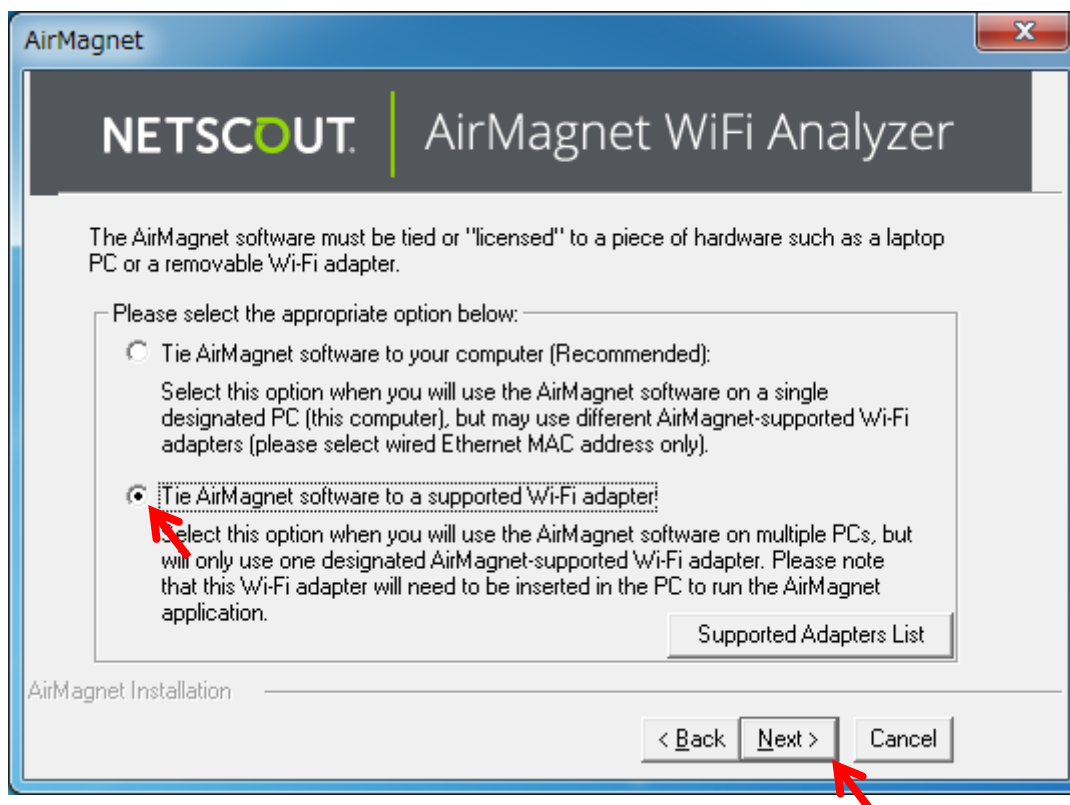 AirMagnet
NETSCOUT. AirMagnet WiFi Analyzer
The AirMagnet software must be tied or "licensed" to a piece of hardware such as a laptop
PC or a removable Wi-Fi adapter.
Please select the appropriate option below:
Tie AirMagnet software to your computer (Recommended):
Select this option when you will use the AirMagnet software on a single
designated PC (this computer), but may use different AirMagnet-supported Wi-Fi
adapters (please select wired Ethernet MAC address only).
Tie AirMagnet software to a supported Wi-Fi adapter
Select this option when you will use the AirMagnet software on multiple PCs, but
will only use one designated AirMagnet-supported Wi-Fi adapter. Please note
that this Wi-Fi adapter will need to be inserted in the PC to run the AirMagnet
application.
Supported Adapters List
AirMagnet Installation
< Back Next > Cancel